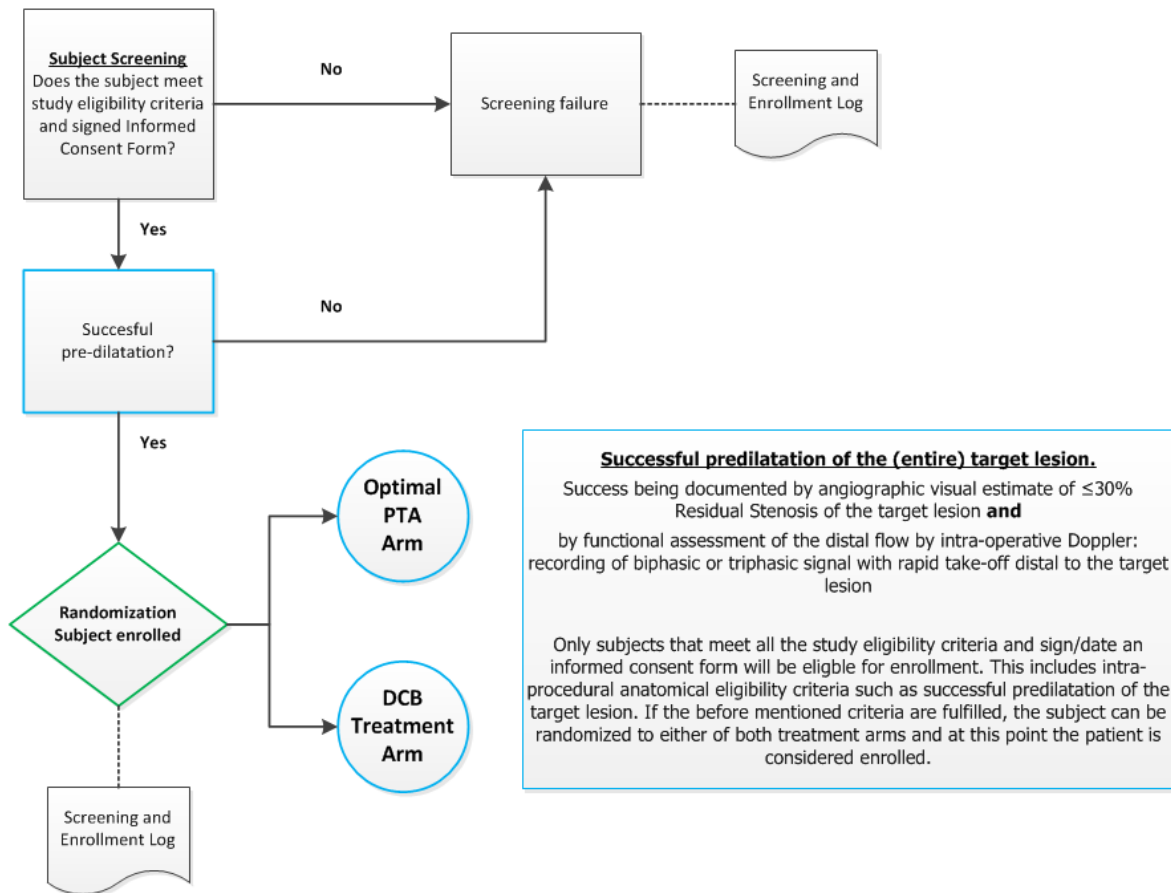 Subject Screening
Does the subject meet
study eligibility criteria
and signed Informed
Consent Form?
No
Screening failure
Screening and
Enrollment Log
Yes
Succesful
pre-dilatation?
No
Yes
Randomization
Subject enrolled
Optimal
PTA
Arm
DCB
Treatment
Arm
Screening and
Enrollment Log
Successful predilatation of the (entire) target lesion.
Success being documented by angiographic visual estimate of ≤30%
Residual Stenosis of the target lesion and
by functional assessment of the distal flow by intra-operative Doppler:
recording of biphasic or triphasic signal with rapid take-off distal to the target
lesion
Only subjects that meet all the study eligibility criteria and sign/date an
informed consent form will be eligble for enrollment. This includes intra-
procedural anatomical eligibility criteria such as successful predilatation of the
target lesion. If the before mentioned criteria are fulfilled, the subject can be
randomized to either of both treatment arms and at this point the patient is
considered enrolled.